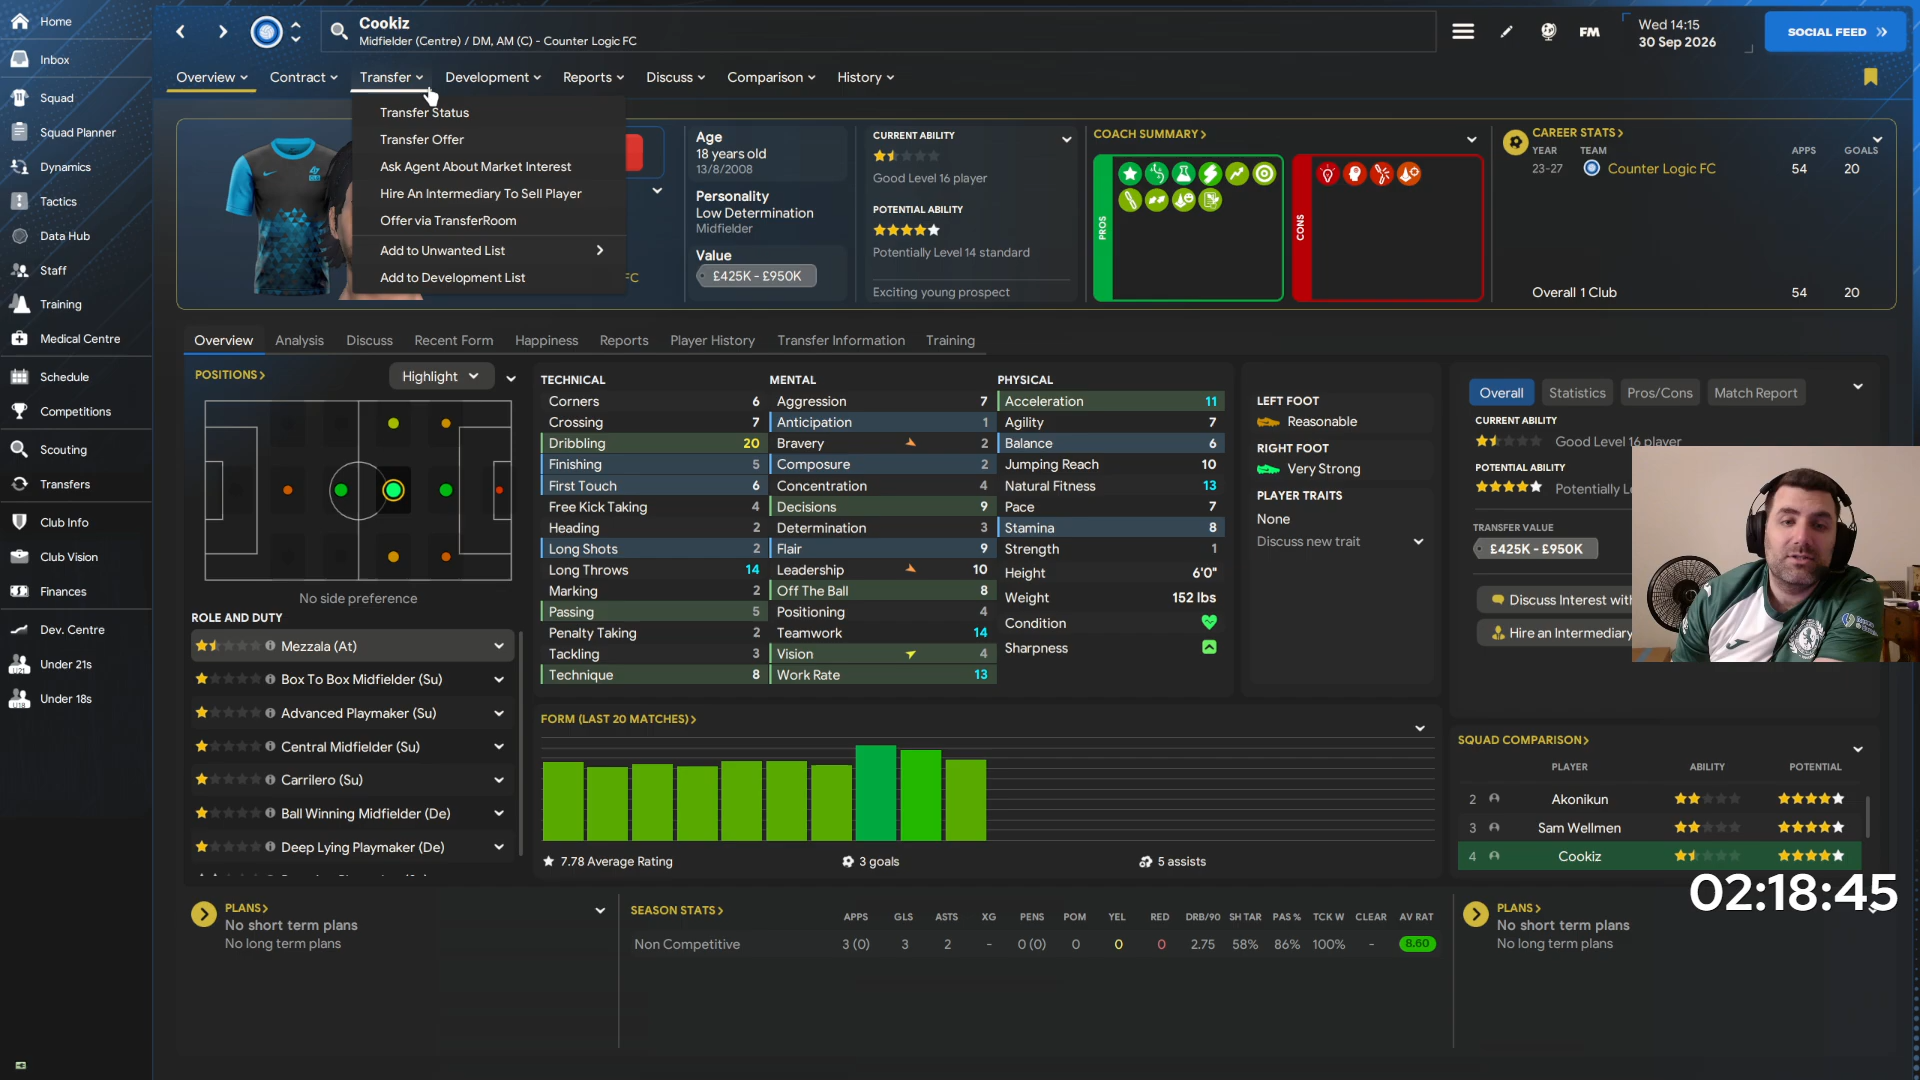 Home
Inbox
Squad
Squad Planner
Dynamics
Tactics
Data Hub
Staff
Training
Medical Centre
Schedule
Competitions
Scouting
Transfers
Club Info
Club Vision
Finances
Dev. Centre
Under 21s
Under 18s
Cookiz
Midfielder (Centre) / DM, AM (C) - Counter Logic FC
FM
Wed 14:15
30 Sep 2026
SOCIAL FEED
Overview Contract Transfer Development Reports Discuss Comparison History
Transfer Status
Transfer Offer
Ask Agent About Market Interest
Hire An Intermediary To Sell Player
Offer via TransferRoom
Add to Unwanted List
Add to Development List
FC
Age
18 years old
13/8/2008
Personality
Low Determination
Midfielder
Value
£425K - £950K
CURRENT ABILITY
Good Level 16 player
POTENTIAL ABILITY
Potentially Level 14 standard
Exciting young prospect
COACH SUMMARY
PROS
CONS
CAREER STATS
YEAR TEAM APPS GOALS
23-27 Counter Logic FC 54 20
Overall 1 Club 54 20
Overview Analysis Discuss Recent Form Happiness Reports Player History Transfer Information Training
POSITIONS
Highlight
No side preference
ROLE AND DUTY
Mezzala (At)
Box To Box Midfielder (Su)
Advanced Playmaker (Su)
Central Midfielder (Su)
Carrilero (Su)
Ball Winning Midfielder (De)
Deep Lying Playmaker (De)
TECHNICAL
Corners 6
Crossing 7
Dribbling 20
Finishing 5
First Touch 6
Free Kick Taking 4
Heading 2
Long Shots 2
Long Throws 14
Marking 2
Passing 5
Penalty Taking 2
Tackling 3
Technique 8
MENTAL
Aggression 7
Anticipation 1
Bravery 2
Composure 2
Concentration 4
Decisions 9
Determination 3
Flair 9
Leadership 10
Off The Ball 8
Positioning 4
Teamwork 14
Vision 4
Work Rate 13
PHYSICAL
Acceleration 11
Agility 7
Balance 6
Jumping Reach 10
Natural Fitness 13
Pace 7
Stamina 8
Strength 1
Height 6'0"
Weight 152 lbs
Condition
Sharpness
LEFT FOOT
Reasonable
RIGHT FOOT
Very Strong
PLAYER TRAITS
None
Discuss new trait
Overall Statistics Pros/Cons Match Report
CURRENT ABILITY
Good Level 16 player
POTENTIAL ABILITY
Potentially L
TRANSFER VALUE
£425K - £950K
Discuss Interest with
Hire an Intermediary
FORM (LAST 20 MATCHES)
7.78 Average Rating
3 goals
5 assists
SQUAD COMPARISON
PLAYER ABILITY POTENTIAL
2 Akonikun
3 Sam Wellmen
4 Cookiz
02:18:45
PLANS
No short term plans
No long term plans
SEASON STATS APPS GLS ASTS XG PENS POM YEL RED DRB/90 SH TAR PAS % TCK W CLEAR AV RAT
Non Competitive 3 (0) 3 2 - 0 (0) 0 0 0 2.75 58% 86% 100% - 8.60
PLANS
No short term plans
No long term plans